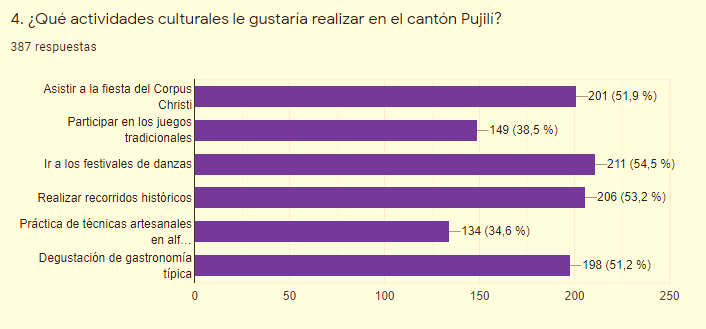 4. ¿Qué actividades culturales le gustaría realizar en el cantón Pujilí?
387 respuestas
Asistir a la fiesta del Corpus
Christi
201 (51,9 %)
Participar en los juegos
tradicionales
149 (38,5 %)
Ir a los festivales de danzas
211 (54,5 %)
Realizar recorridos históricos
206 (53,2 %)
Práctica de técnicas artesanales
en alf...
134 (34,6 %)
Degustación de gastronomía
típica
198 (51,2 %)
0 50 100 150 200 250